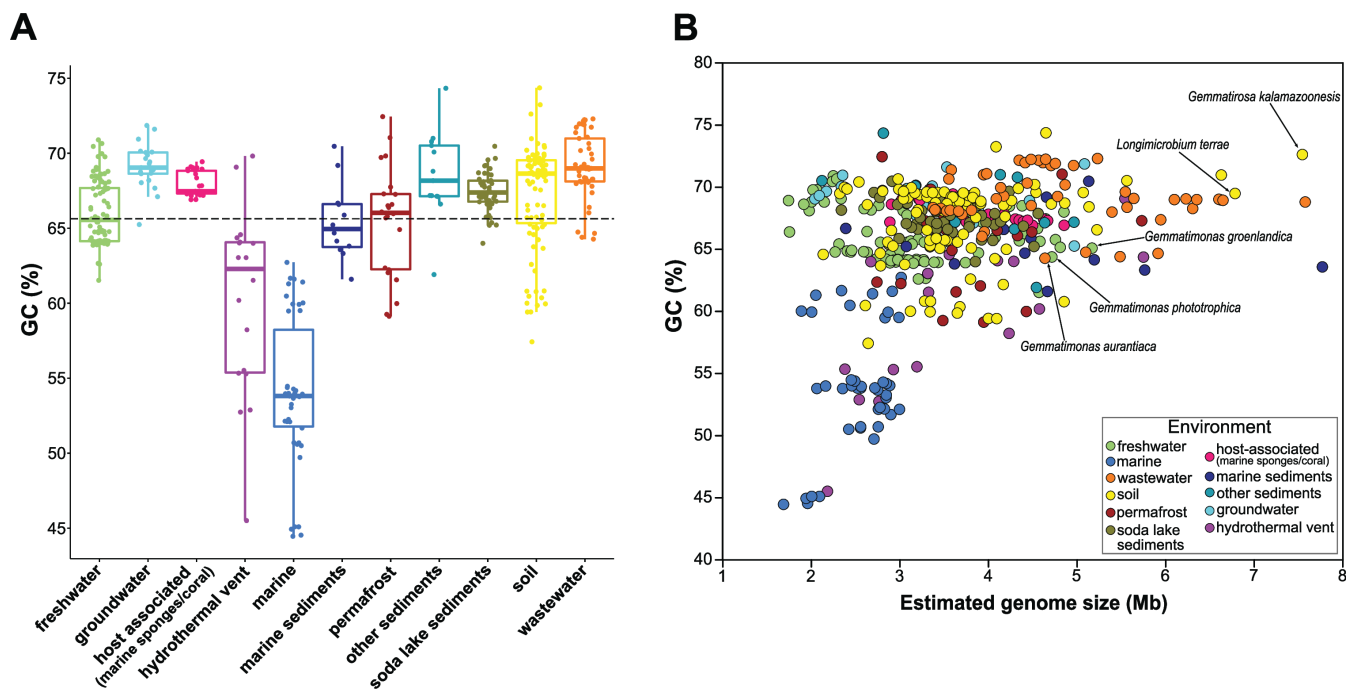 A
75
70
65
60
55
50
45
GC (%)
freshwater
groundwater
host associated
(marine sponges/coral)
hydrothermal vent
marine
marine sediments
permafrost
other sediments
soda lake sediments
soil
wastewater
B
80
75
70
65
60
55
50
45
40
GC (%)
1 2 3 4 5 6 7 8
Estimated genome size (Mb)
Gemmatirosa kalamazoonesis
Longimicrobium terrae
Gemmatimonas groenlandica
Gemmatimonas phototrophica
Gemmatimonas aurantiaca
Environment
freshwater
marine
wastewater
soil
permafrost
soda lake
sediments
host-associated
(marine sponges/coral)
marine sediments
other sediments
groundwater
hydrothermal vent